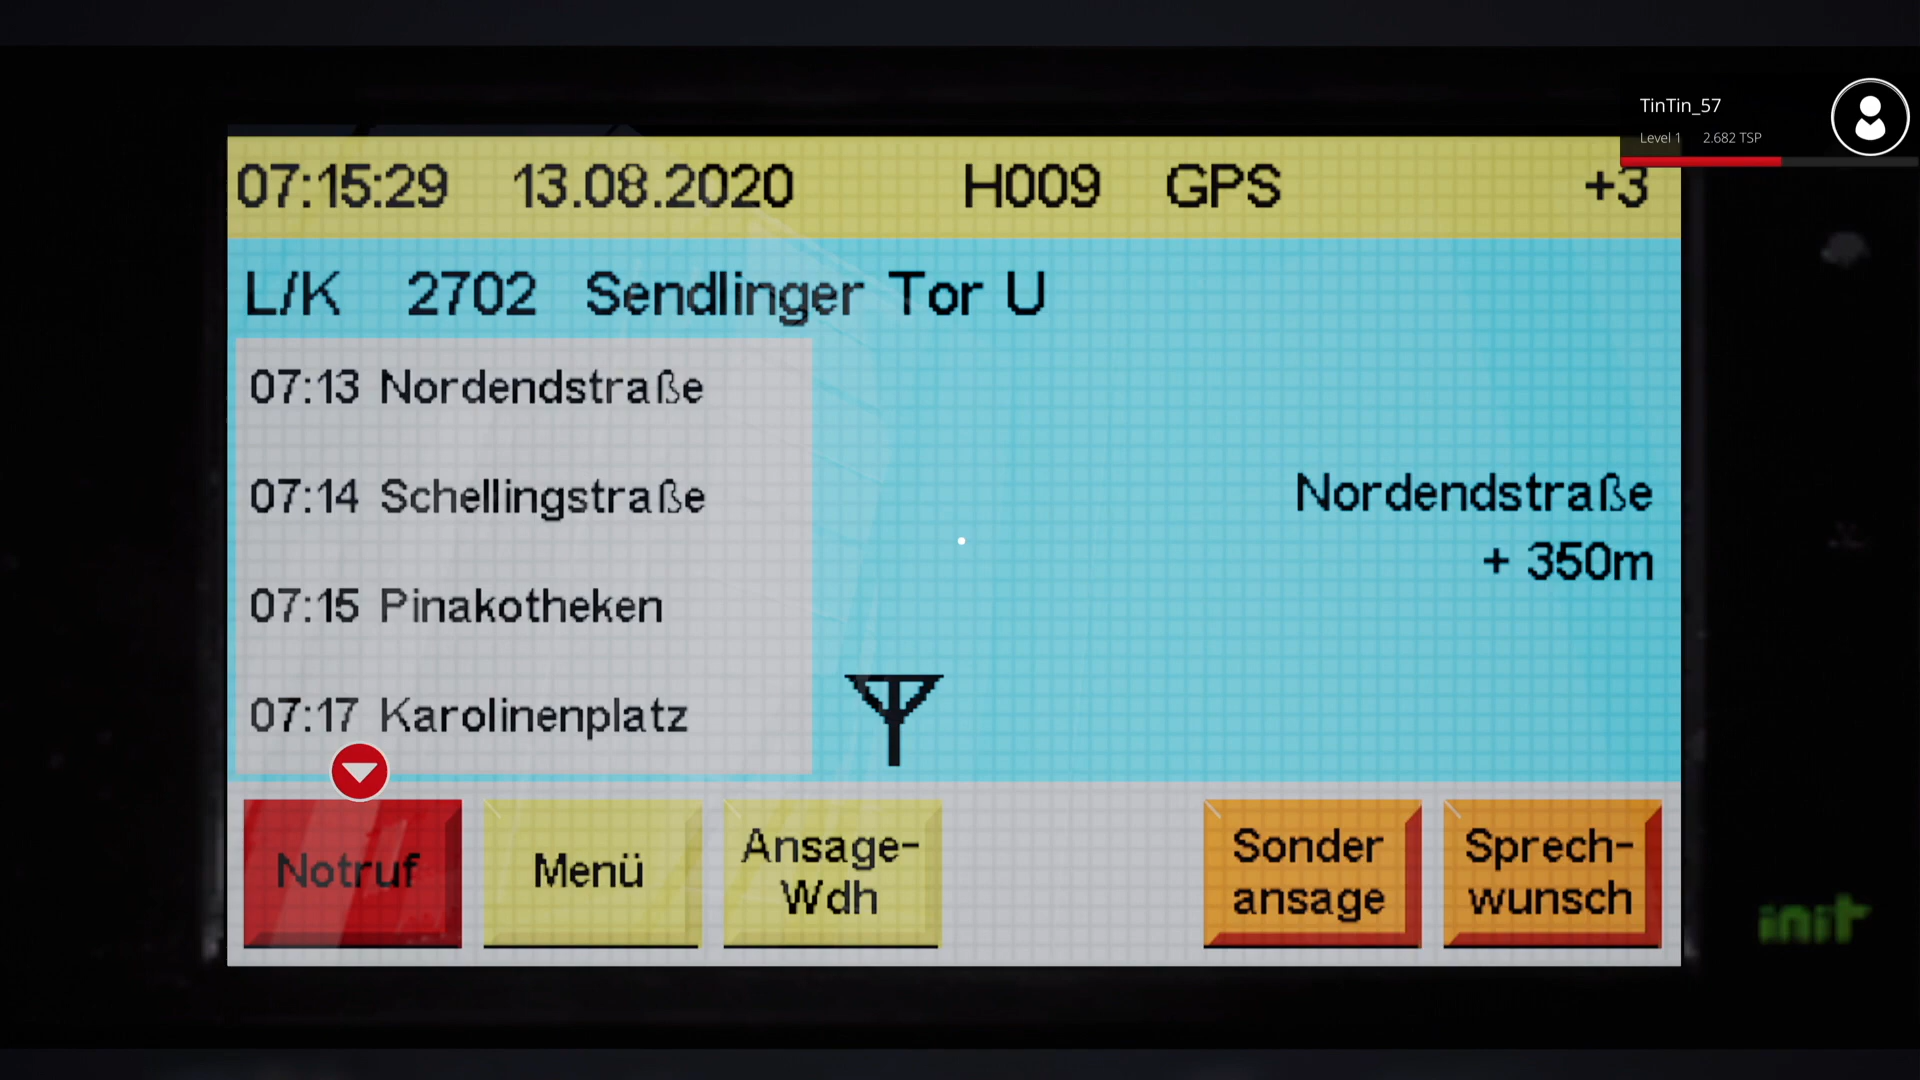 TinTin_57
Level 1 2.682 TSP
07:15:29 13.08.2020 H009 GPS +3
L/K 2702 Sendlinger Tor U
07:13 Nordendstraße
07:14 Schellingstraße
07:15 Pinakotheken
07:17 Karolinenplatz
Nordendstraße
+ 350m
Notruf
Menü
Ansage-
Wdh
Sonder
ansage
Sprech-
wunsch
init